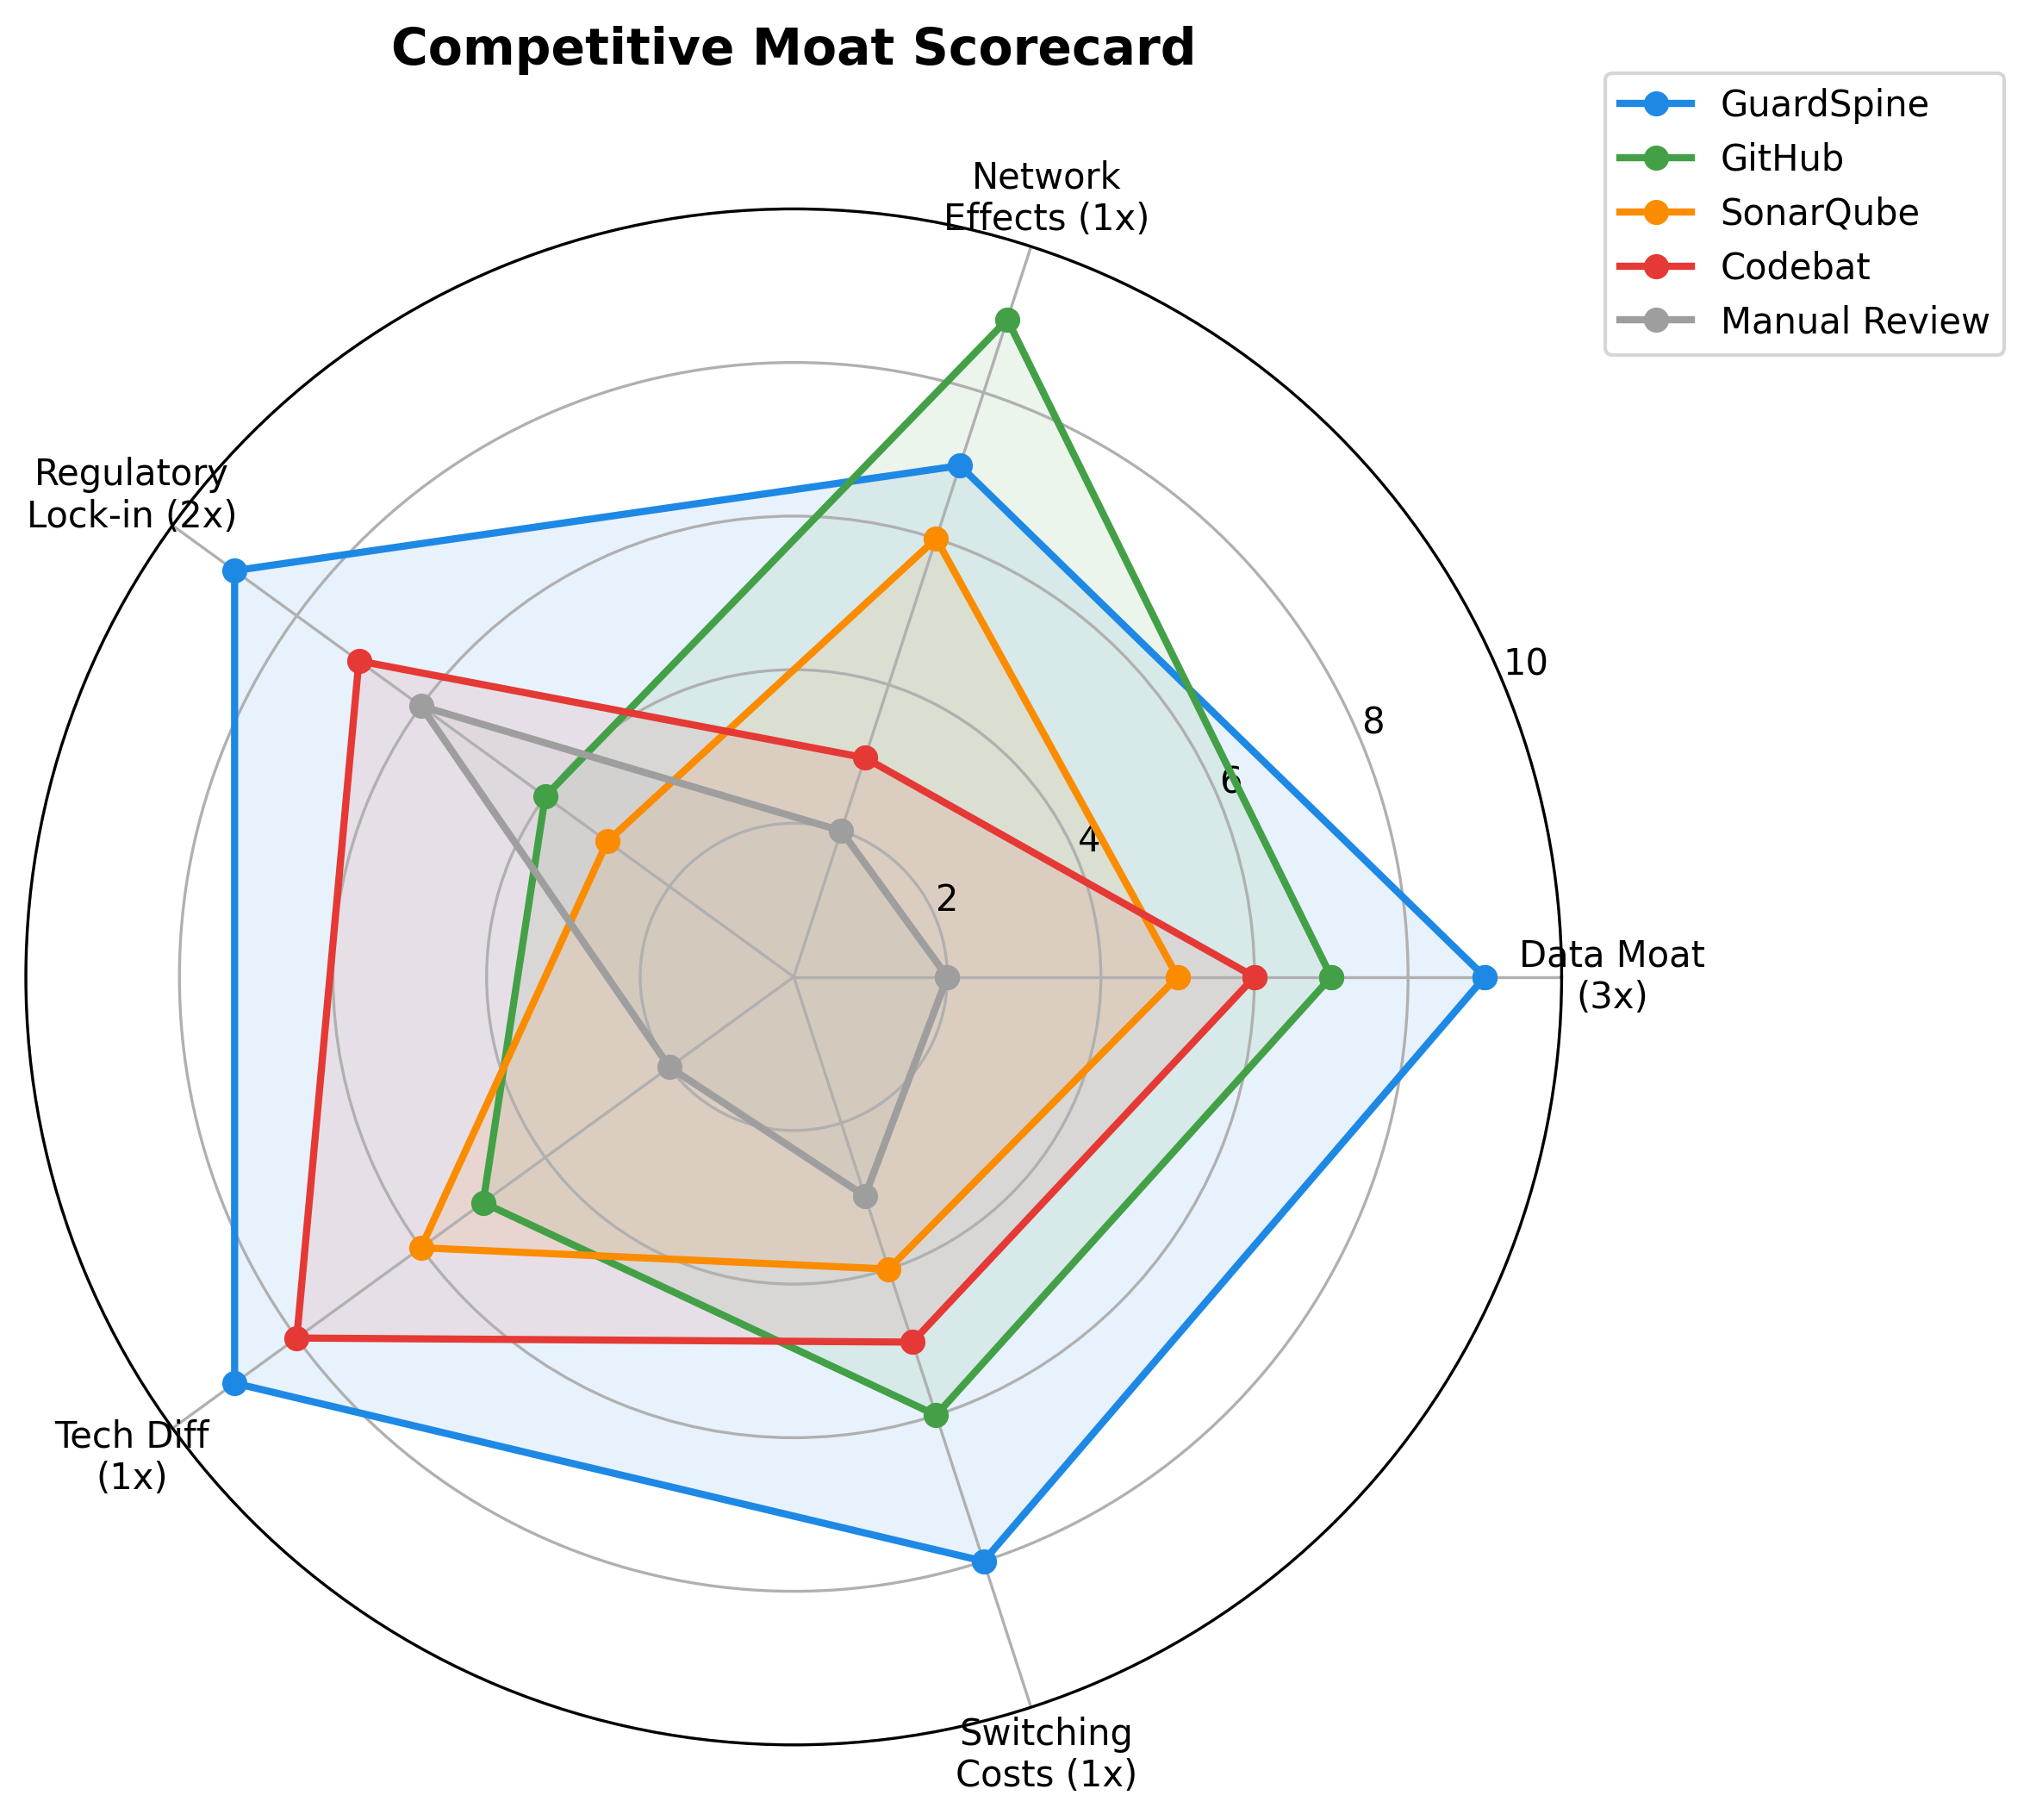 Competitive Moat Scorecard
GuardSpine
GitHub
SonarQube
Codebat
Manual Review
Network
Effects (1x)
Regulatory
Lock-in (2x)
10
8
6
4
2
Data Moat
(3x)
Tech Diff
(1x)
Switching
Costs (1x)